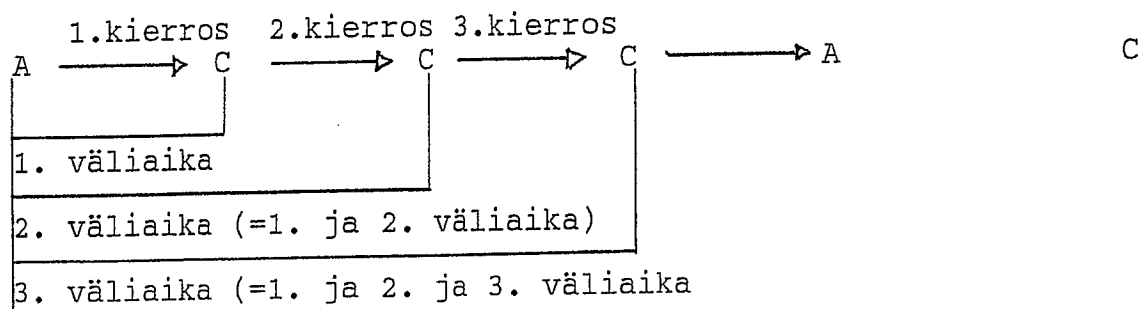 1.kierros 2.kierros 3.kierros
A C C C A C
1. väliaika
2. väliaika (=1. ja 2. väliaika)
3. väliaika (=1. ja 2. ja 3. väliaika